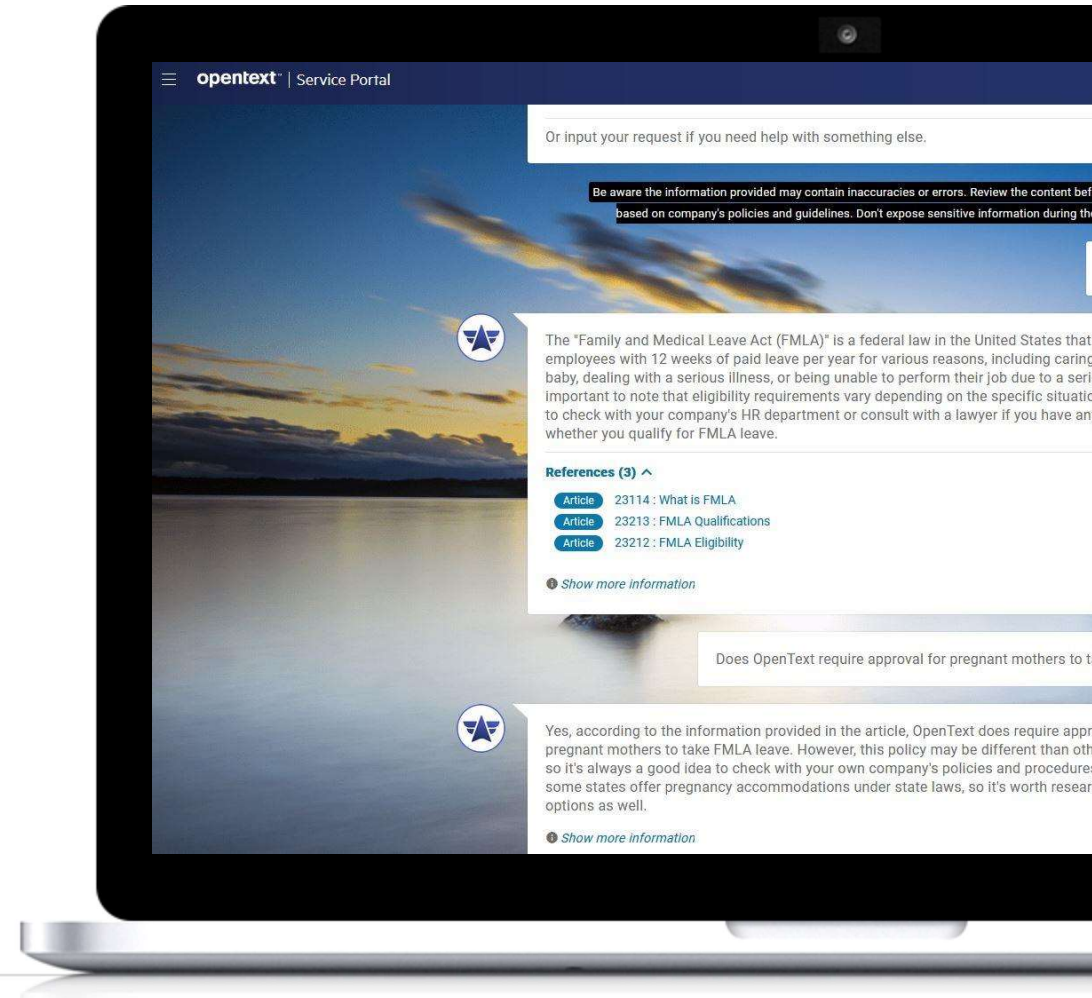 opentext™ | Service Portal
Or input your request if you need help with something else.
Be aware the information provided may contain inaccuracies or errors. Review the content bef
based on company's policies and guidelines. Don't expose sensitive information during the
The "Family and Medical Leave Act (FMLA)" is a federal law in the United States that
employees with 12 weeks of paid leave per year for various reasons, including caring
baby, dealing with a serious illness, or being unable to perform their job due to a seri
important to note that eligibility requirements vary depending on the specific situatio
to check with your company's HR department or consult with a lawyer if you have an
whether you qualify for FMLA leave.
References (3)
Article 23114 : What is FMLA
Article 23213 : FMLA Qualifications
Article 23212 : FMLA Eligibility
Show more information
Does OpenText require approval for pregnant mothers to t
Yes, according to the information provided in the article, OpenText does require appr
pregnant mothers to take FMLA leave. However, this policy may be different than oth
so it's always a good idea to check with your own company's policies and procedures
some states offer pregnancy accommodations under state laws, so it's worth resear
options as well.
Show more information